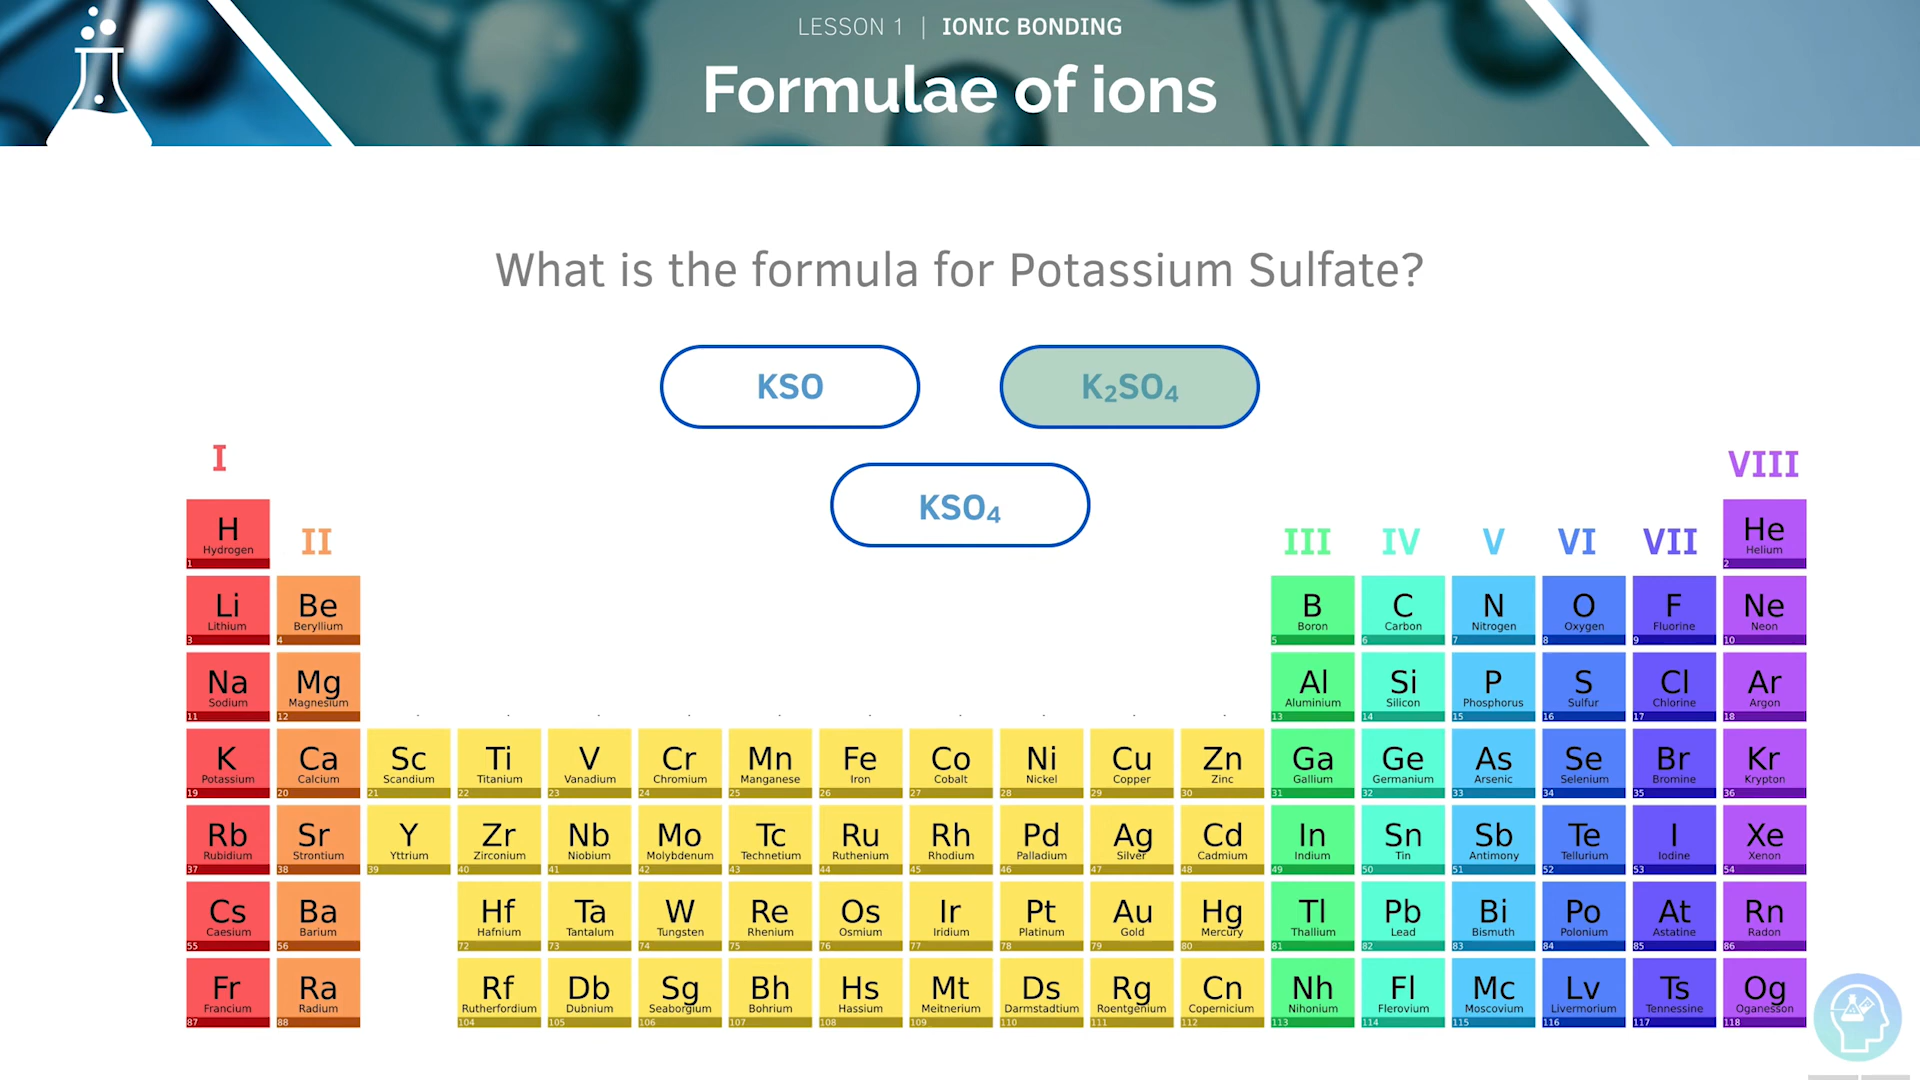 LESSON 1 | IONIC BONDING
Formulae of ions
What is the formula for Potassium Sulfate?
KSO K₂SO₄
KSO₄
I VIII
II III IV V VI VII
H He
Hydrogen Helium
1 2
Li Be B C N O F Ne
Lithium Beryllium Boron Carbon Nitrogen Oxygen Fluorine Neon
3 4 5 6 7 8 9 10
Na Mg Al Si P S Cl Ar
Sodium Magnesium Aluminium Silicon Phosphorus Sulfur Chlorine Argon
11 12 13 14 15 16 17 18
K Ca Sc Ti V Cr Mn Fe Co Ni Cu Zn Ga Ge As Se Br Kr
Potassium Calcium Scandium Titanium Vanadium Chromium Manganese Iron Cobalt Nickel Copper Zinc Gallium Germanium Arsenic Selenium Bromine Krypton
19 20 21 22 23 24 25 26 27 28 29 30 31 32 33 34 35 36
Rb Sr Y Zr Nb Mo Tc Ru Rh Pd Ag Cd In Sn Sb Te I Xe
Rubidium Strontium Yttrium Zirconium Niobium Molybdenum Technetium Ruthenium Rhodium Palladium Silver Cadmium Indium Tin Antimony Tellurium Iodine Xenon
37 38 39 40 41 42 43 44 45 46 47 48 49 50 51 52 53 54
Cs Ba Hf Ta W Re Os Ir Pt Au Hg Tl Pb Bi Po At Rn
Caesium Barium Hafnium Tantalum Tungsten Rhenium Osmium Iridium Platinum Gold Mercury Thallium Lead Bismuth Polonium Astatine Radon
55 56 72 73 74 75 76 77 78 79 80 81 82 83 84 85 86
Fr Ra Rf Db Sg Bh Hs Mt Ds Rg Cn Nh Fl Mc Lv Ts Og
Francium Radium Rutherfordium Dubnium Seaborgium Bohrium Hassium Meitnerium Darmstadtium Roentgenium Copernicium Nihonium Flerovium Moscovium Livermorium Tennessine Oganesson
87 88 104 105 106 107 108 109 110 111 112 113 114 115 116 117 118